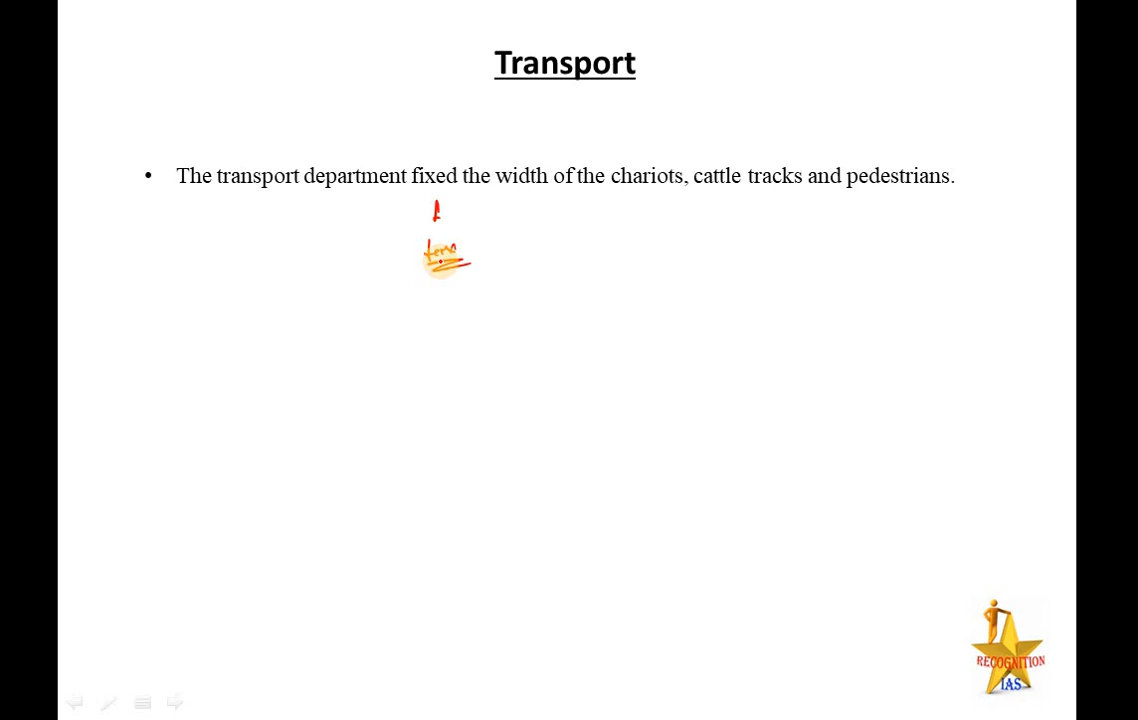 Transport
• The transport department fixed the width of the chariots, cattle tracks and pedestrians.
RECOGNITION
IAS